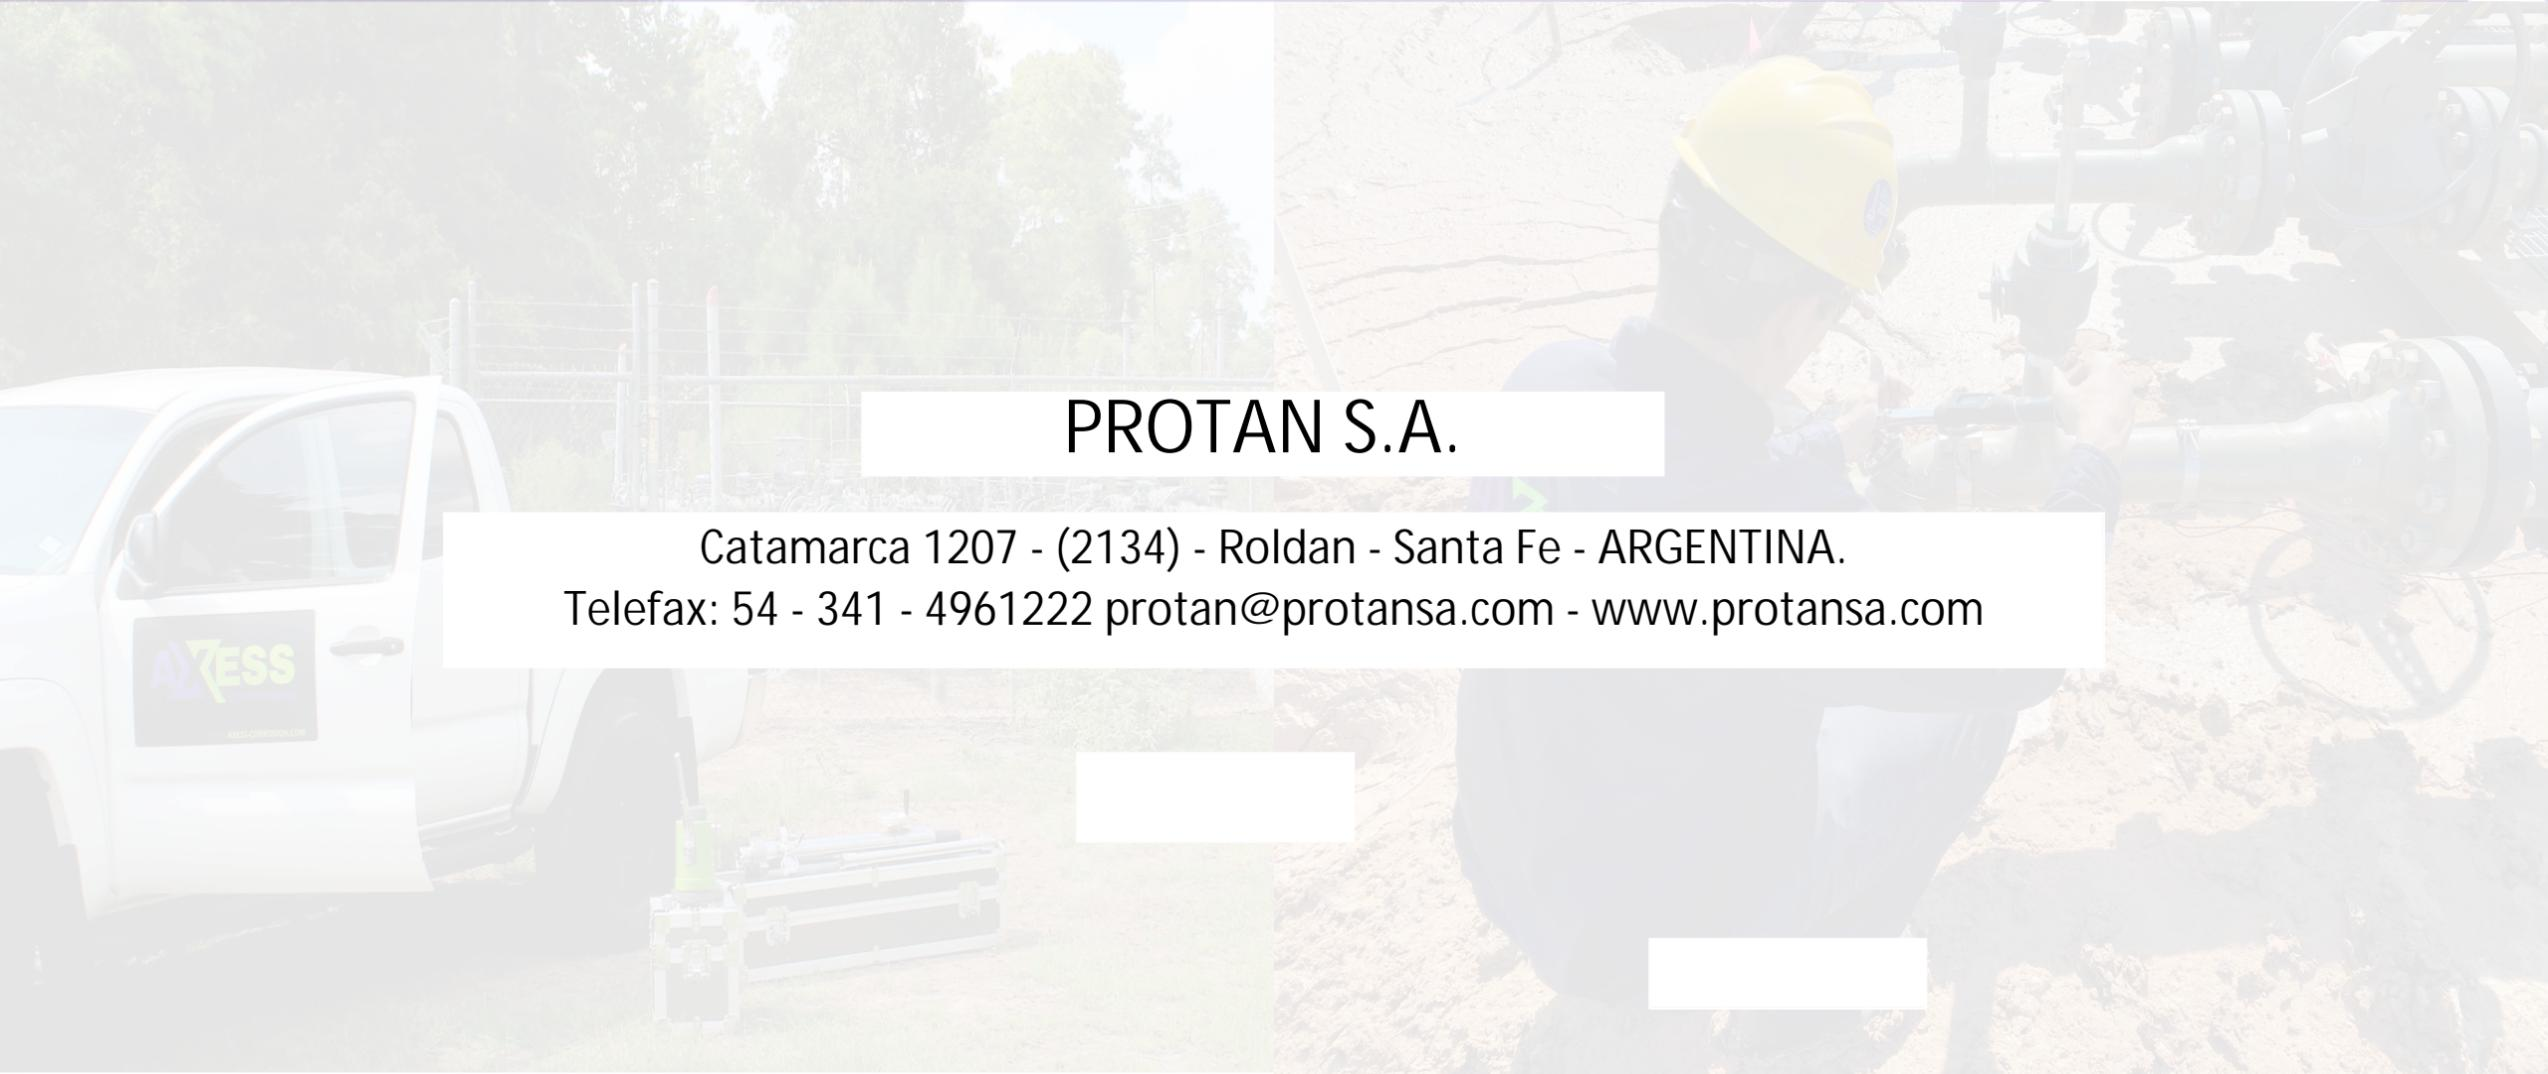 PROTAN S.A.
Catamarca 1207 - (2134) - Roldan - Santa Fe - ARGENTINA.
Telefax: 54 - 341 - 4961222 protan@protansa.com - www.protansa.com